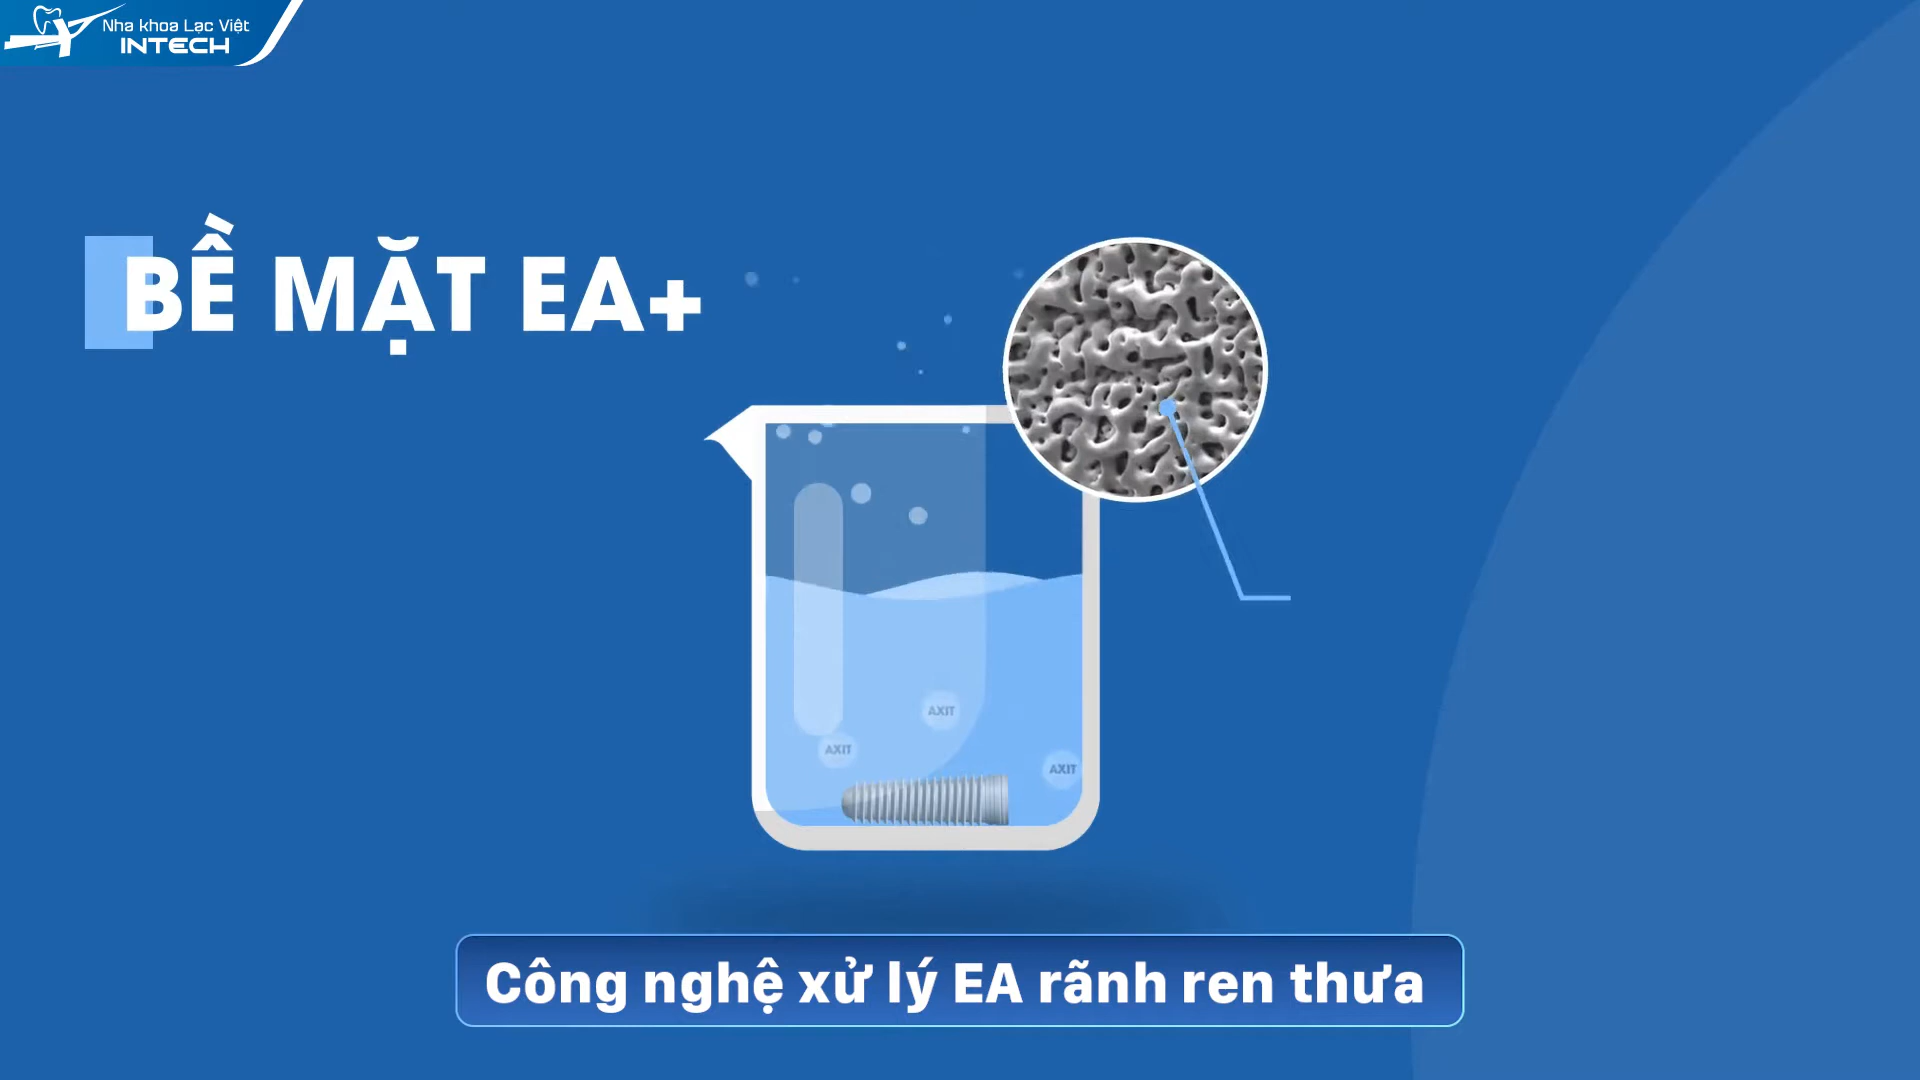 Nha khoa Lạc Việt
INTECH
BỀ MẶT EA+
AXIT
AXIT
AXIT
Công nghệ xử lý EA rãnh ren thưa